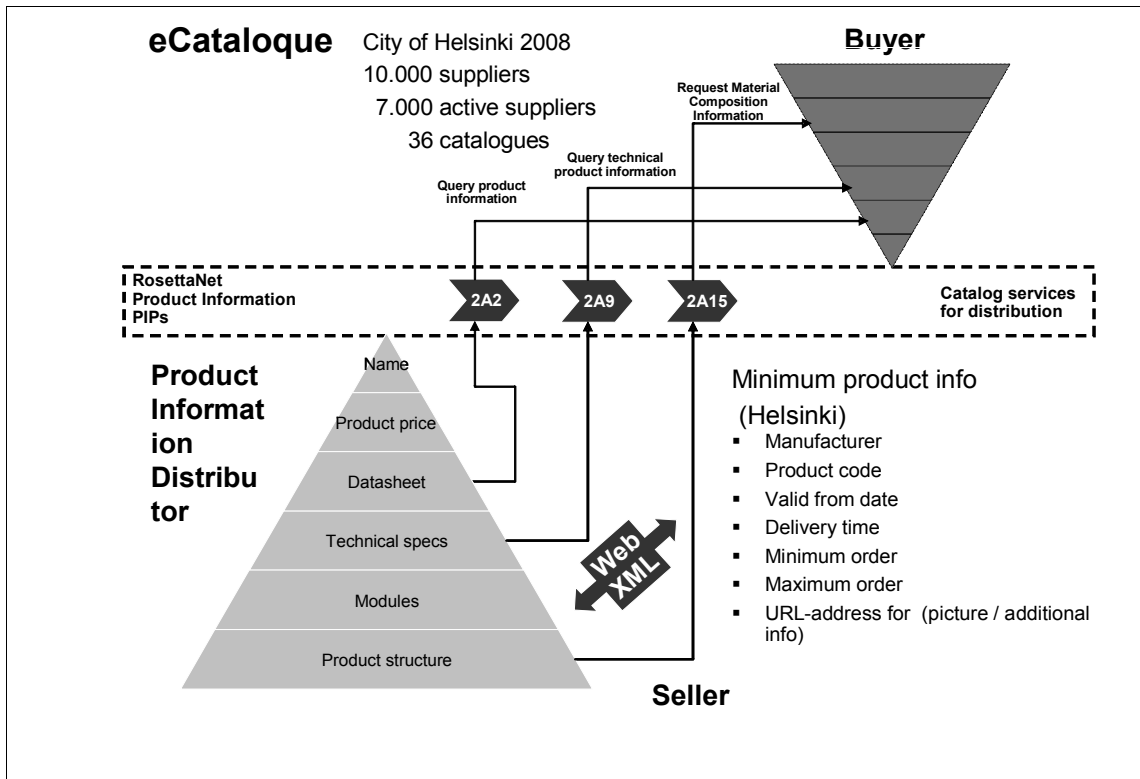 eCataloque
City of Helsinki 2008
10.000 suppliers
7.000 active suppliers
36 catalogues
Buyer
Request Material
Composition
Information
Query technical
product information
Query product
information
RosettaNet
Product Information
PIPs
2A2
2A9
2A15
Catalog services
for distribution
Product
Informat
ion
Distribu
tor
Name
Product price
Datasheet
Technical specs
Modules
Product structure
Web
XML
Seller
Minimum product info
(Helsinki)
▪ Manufacturer
▪ Product code
▪ Valid from date
▪ Delivery time
▪ Minimum order
▪ Maximum order
▪ URL-address for (picture / additional
info)